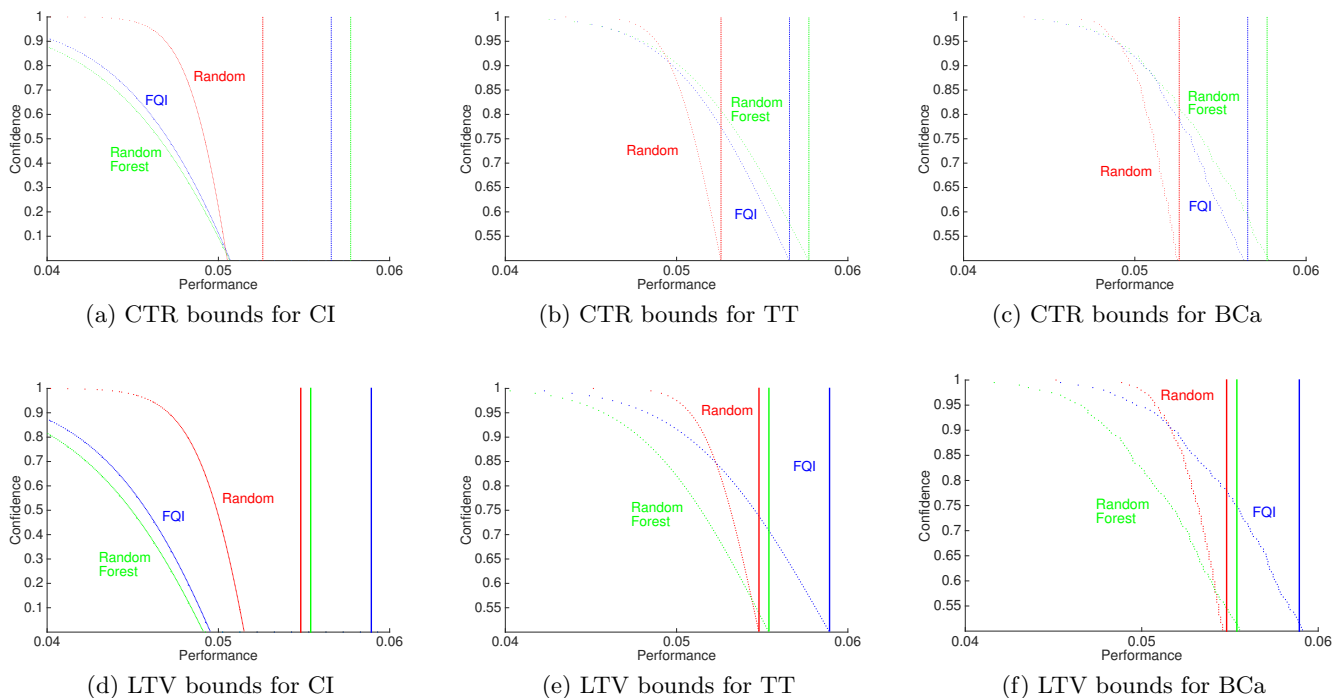 1
0.9
0.8
0.7
0.6
0.5
0.4
0.3
0.2
0.1
Confidence
Random
FQI
Random
Forest
0.04
0.05
0.06
Performance
(a) CTR bounds for CI
1
0.95
0.9
0.85
0.8
0.75
0.7
0.65
0.6
0.55
Confidence
Random
Forest
Random
FQI
0.04
0.05
0.06
Performance
(b) CTR bounds for TT
1
0.95
0.9
0.85
0.8
0.75
0.7
0.65
0.6
0.55
Confidence
Random
Forest
Random
FQI
0.04
0.05
0.06
Performance
(c) CTR bounds for BCa
1
0.9
0.8
0.7
0.6
0.5
0.4
0.3
0.2
0.1
Confidence
Random
FQI
Random
Forest
0.04
0.05
0.06
Performance
(d) LTV bounds for CI
1
0.95
0.9
0.85
0.8
0.75
0.7
0.65
0.6
0.55
Confidence
Random
FQI
Random
Forest
0.04
0.05
0.06
Performance
(e) LTV bounds for TT
1
0.95
0.9
0.85
0.8
0.75
0.7
0.65
0.6
0.55
Confidence
Random
Random
Forest
FQI
0.04
0.05
0.06
Performance
(f) LTV bounds for BCa